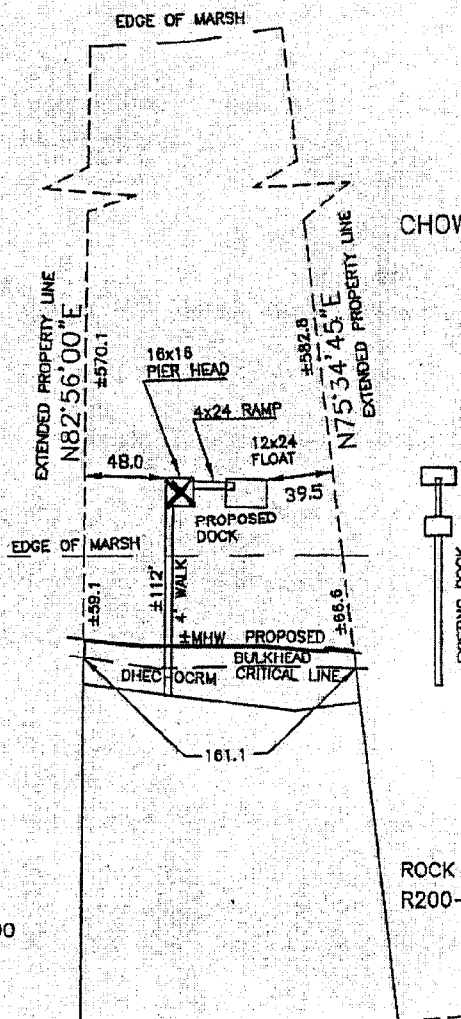 EDGE OF MARSH
CHOW
EXTENDED PROPERTY LINE
N82°56'00"E
±570.1
±582.8
N75°34'45"E
EXTENDED PROPERTY LINE
16x16
PIER HEAD
4x24 RAMP
12x24
FLOAT
48.0
39.5
PROPOSED
DOCK
EDGE OF MARSH
EXISTING DOCK
±59.1
±112'
4' WALK
±66.6
±MHW PROPOSED
BULKHEAD
DHEC-OCRM CRITICAL LINE
161.1
ROCK
R200-
00